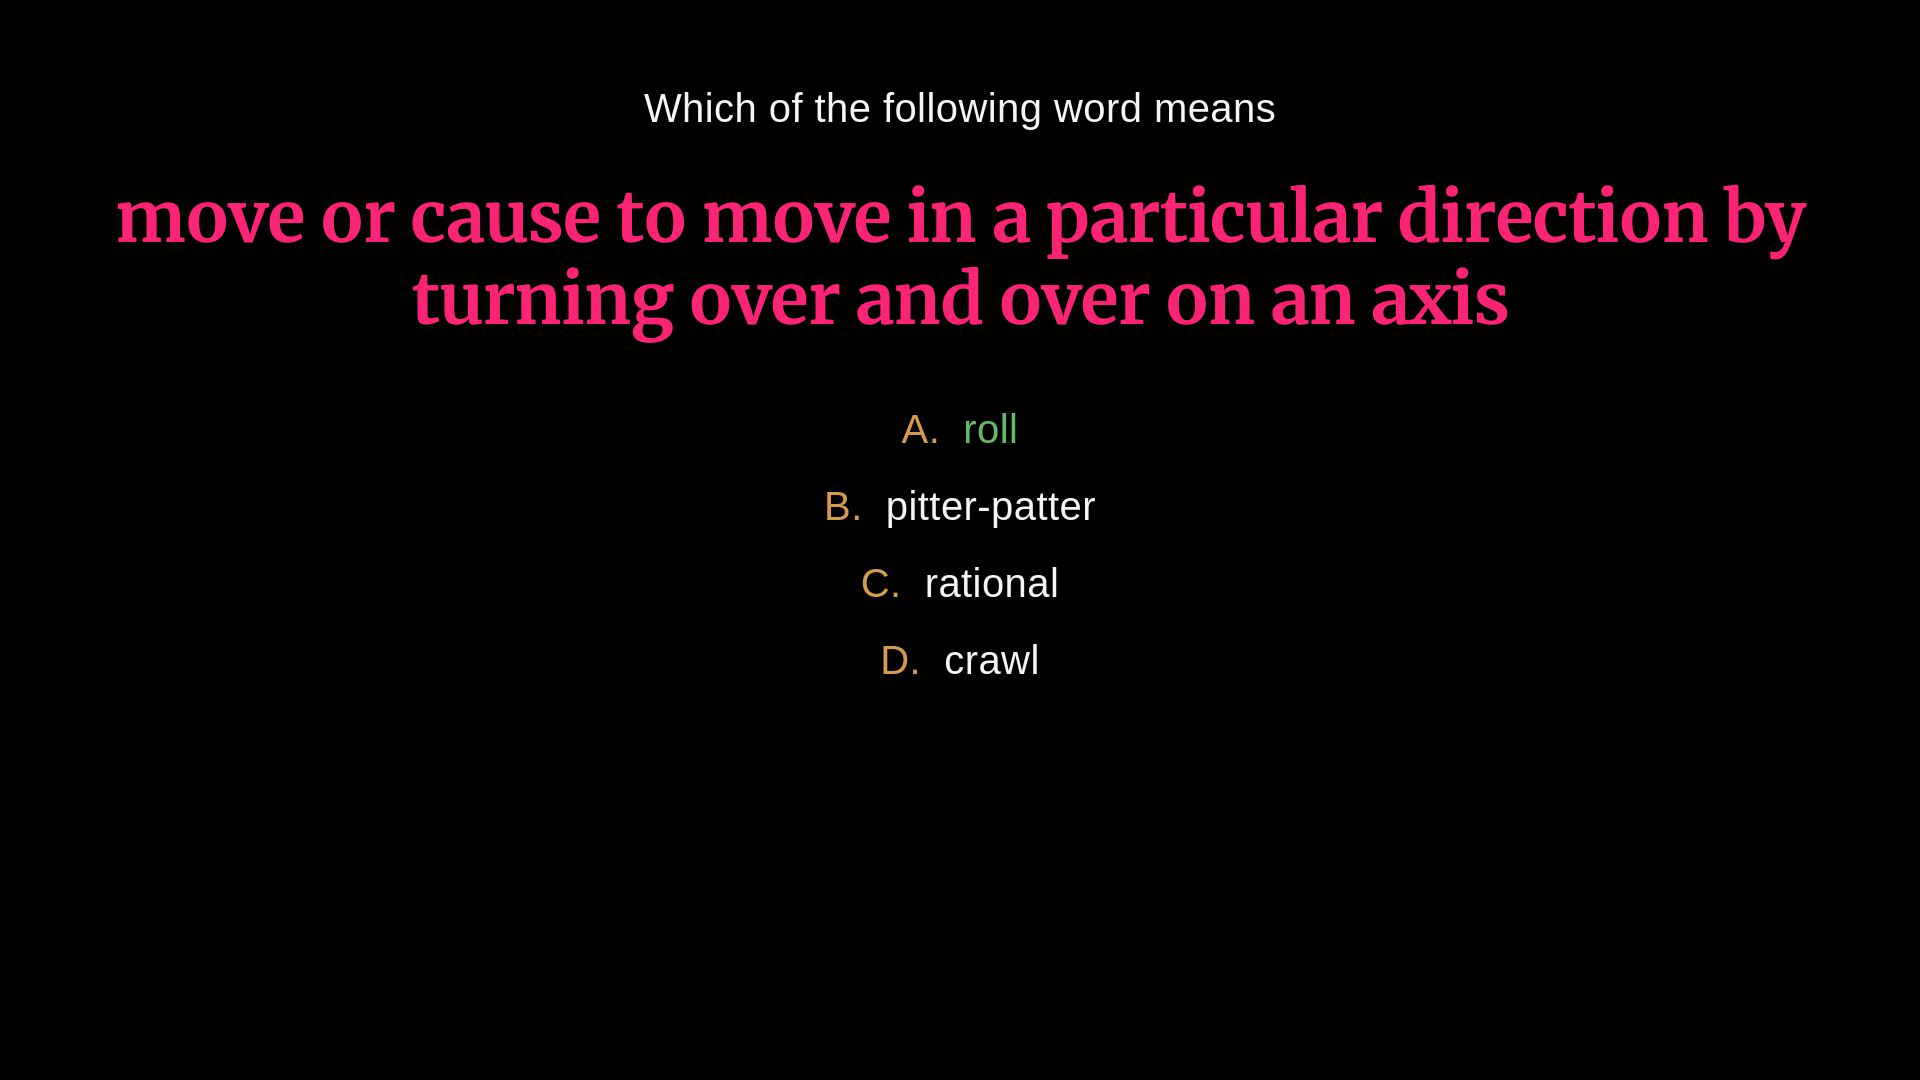 Which of the following word means
move or cause to move in a particular direction by
turning over and over on an axis
A. roll
B. pitter-patter
C. rational
D. crawl